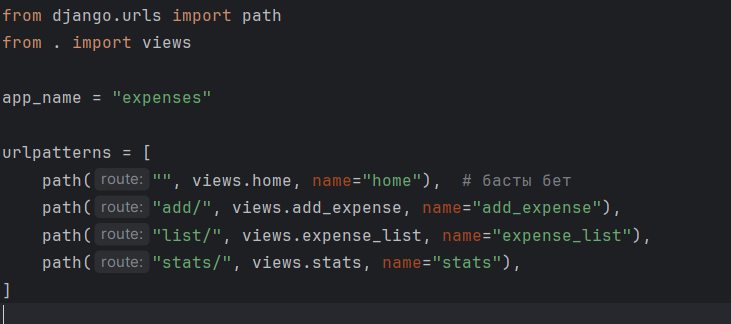 from django.urls import path
from . import views
app_name = "expenses"
urlpatterns = [
path( route: "", views.home, name="home"), # басты бет
path( route: "add/", views.add_expense, name="add_expense"),
path( route: "list/", views.expense_list, name="expense_list"),
path( route: "stats/", views.stats, name="stats"),
]